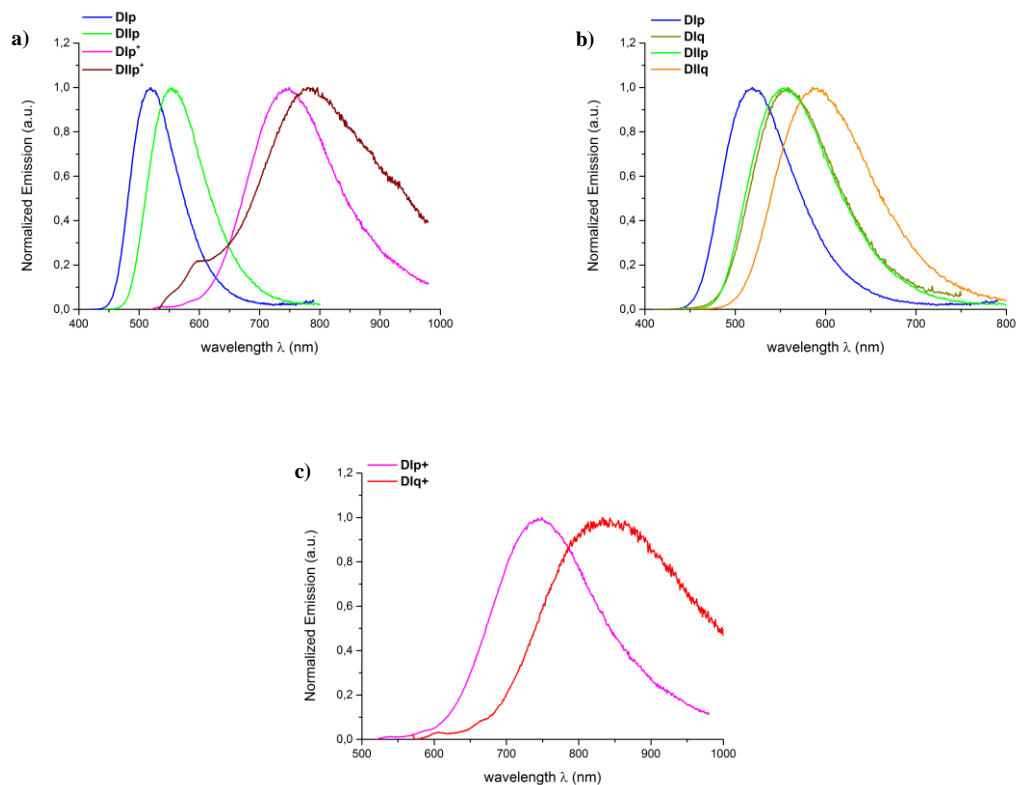 a)
DIp
DIIp
DIp⁺
DIIp⁺
1,2
1,0
0,8
0,6
0,4
0,2
0,0
Normalized Emission (a.u.)
400 500 600 700 800 900 1000
wavelength λ (nm)
b)
DIp
DIq
DIIp
DIIq
1,2
1,0
0,8
0,6
0,4
0,2
0,0
Normalized Emission (a.u.)
400 500 600 700 800
wavelength λ (nm)
c)
DIp+
DIq+
1,2
1,0
0,8
0,6
0,4
0,2
0,0
Normalized Emission (a.u.)
500 600 700 800 900 1000
wavelength λ (nm)